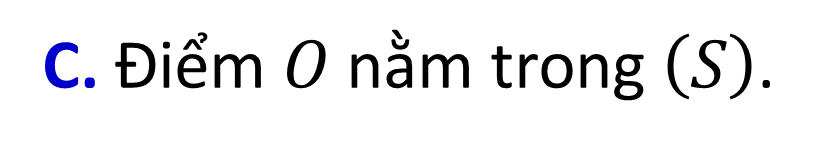 C. Điểm O nằm trong (S).